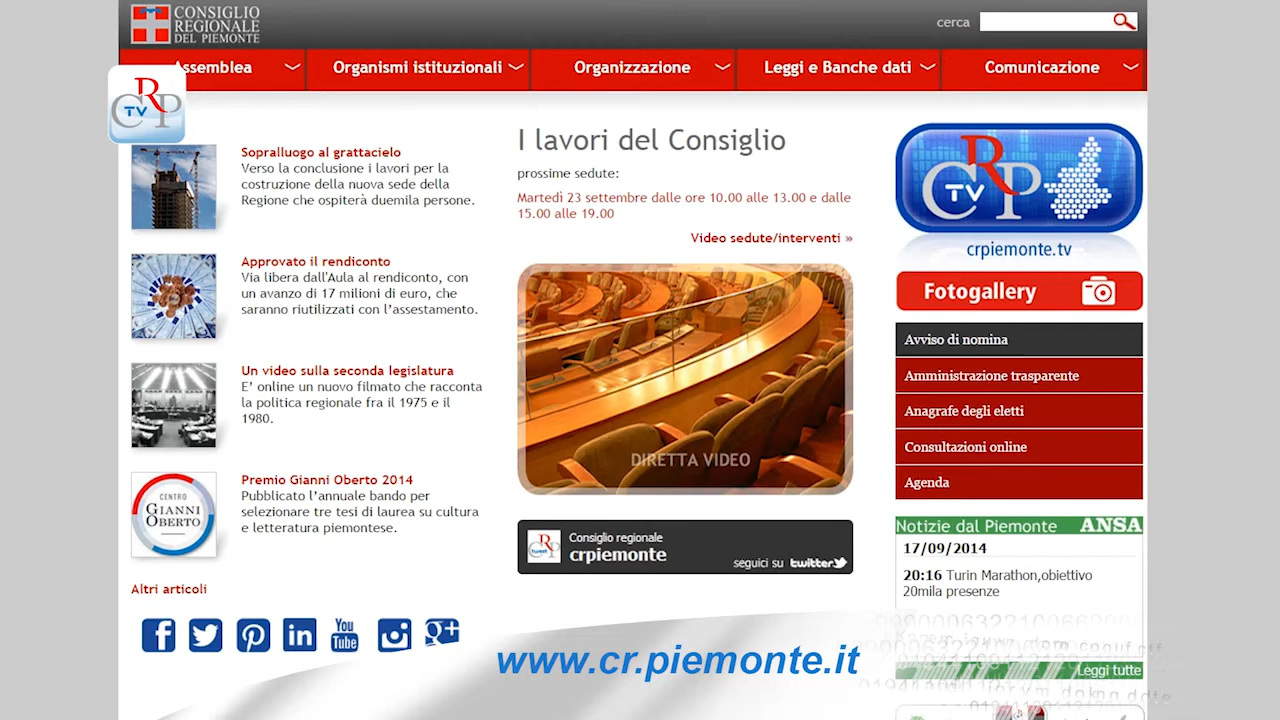 CONSIGLIO
REGIONALE
DEL PIEMONTE
cerca
Assemblea
Organismi istituzionali
Organizzazione
Leggi e Banche dati
Comunicazione
CRP
TV
Sopralluogo al grattacielo
Verso la conclusione i lavori per la
costruzione della nuova sede della
Regione che ospiterà duemila persone.
Approvato il rendiconto
Via libera dall'Aula al rendiconto, con
un avanzo di 17 milioni di euro, che
saranno riutilizzati con l’assestamento.
Un video sulla seconda legislatura
E’ online un nuovo filmato che racconta
la politica regionale fra il 1975 e il
1980.
CENTRO
GIANNI
OBERTO
Premio Gianni Oberto 2014
Pubblicato l’annuale bando per
selezionare tre tesi di laurea su cultura
e letteratura piemontese.
Altri articoli
You
Tube
I lavori del Consiglio
prossime sedute:
Martedì 23 settembre dalle ore 10.00 alle 13.00 e dalle
15.00 alle 19.00
Video sedute/interventi »
DIRETTA VIDEO
Consiglio regionale
crpiemonte
seguici su twitter
CRP
TV
crpiemonte.tv
Fotogallery
Avviso di nomina
Amministrazione trasparente
Anagrafe degli eletti
Consultazioni online
Agenda
Notizie dal Piemonte ANSA
17/09/2014
20:16 Turin Marathon,obiettivo
20mila presenze
Leggi tutte
www.cr.piemonte.it